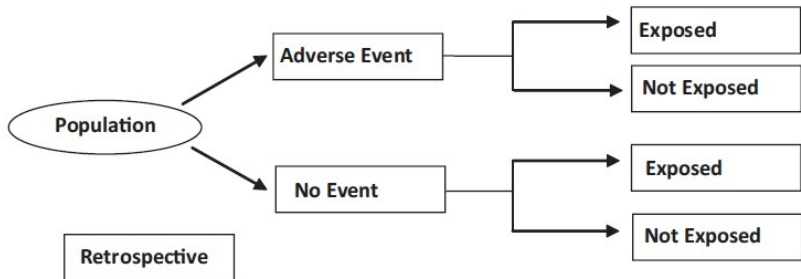 Exposed
Adverse Event
Not Exposed
Population
Exposed
No Event
Not Exposed
Retrospective